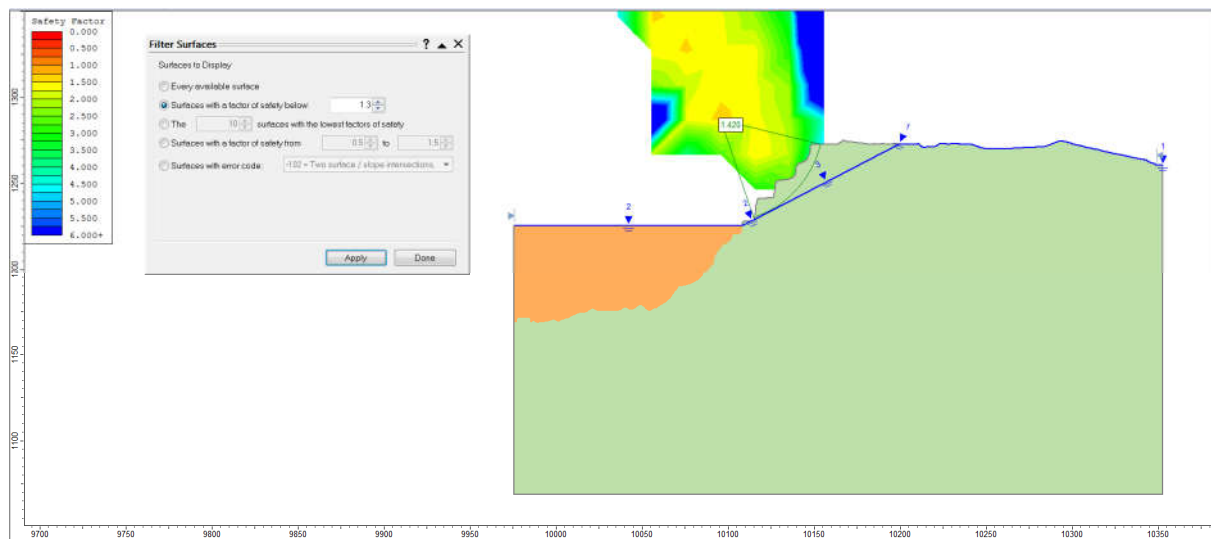 Safety Factor
0.000
0.500
1.000
1.500
2.000
2.500
3.000
3.500
4.000
4.500
5.000
5.500
6.000+
Filter Surfaces ?
Surfaces to Display:
Every available surface
Surfaces with a factor of safety below: 1.3
The 10 surfaces with the lowest factors of safety
Surfaces with a factor of safety from 0.5 to 1.5
Surfaces with error code: -102 = Two surface / slope intersections,
Apply Done
1.420
1
1
3
2
2
1300
1250
1200
1150
1100
9700 9750 9800 9850 9900 9950 10000 10050 10100 10150 10200 10250 10300 10350